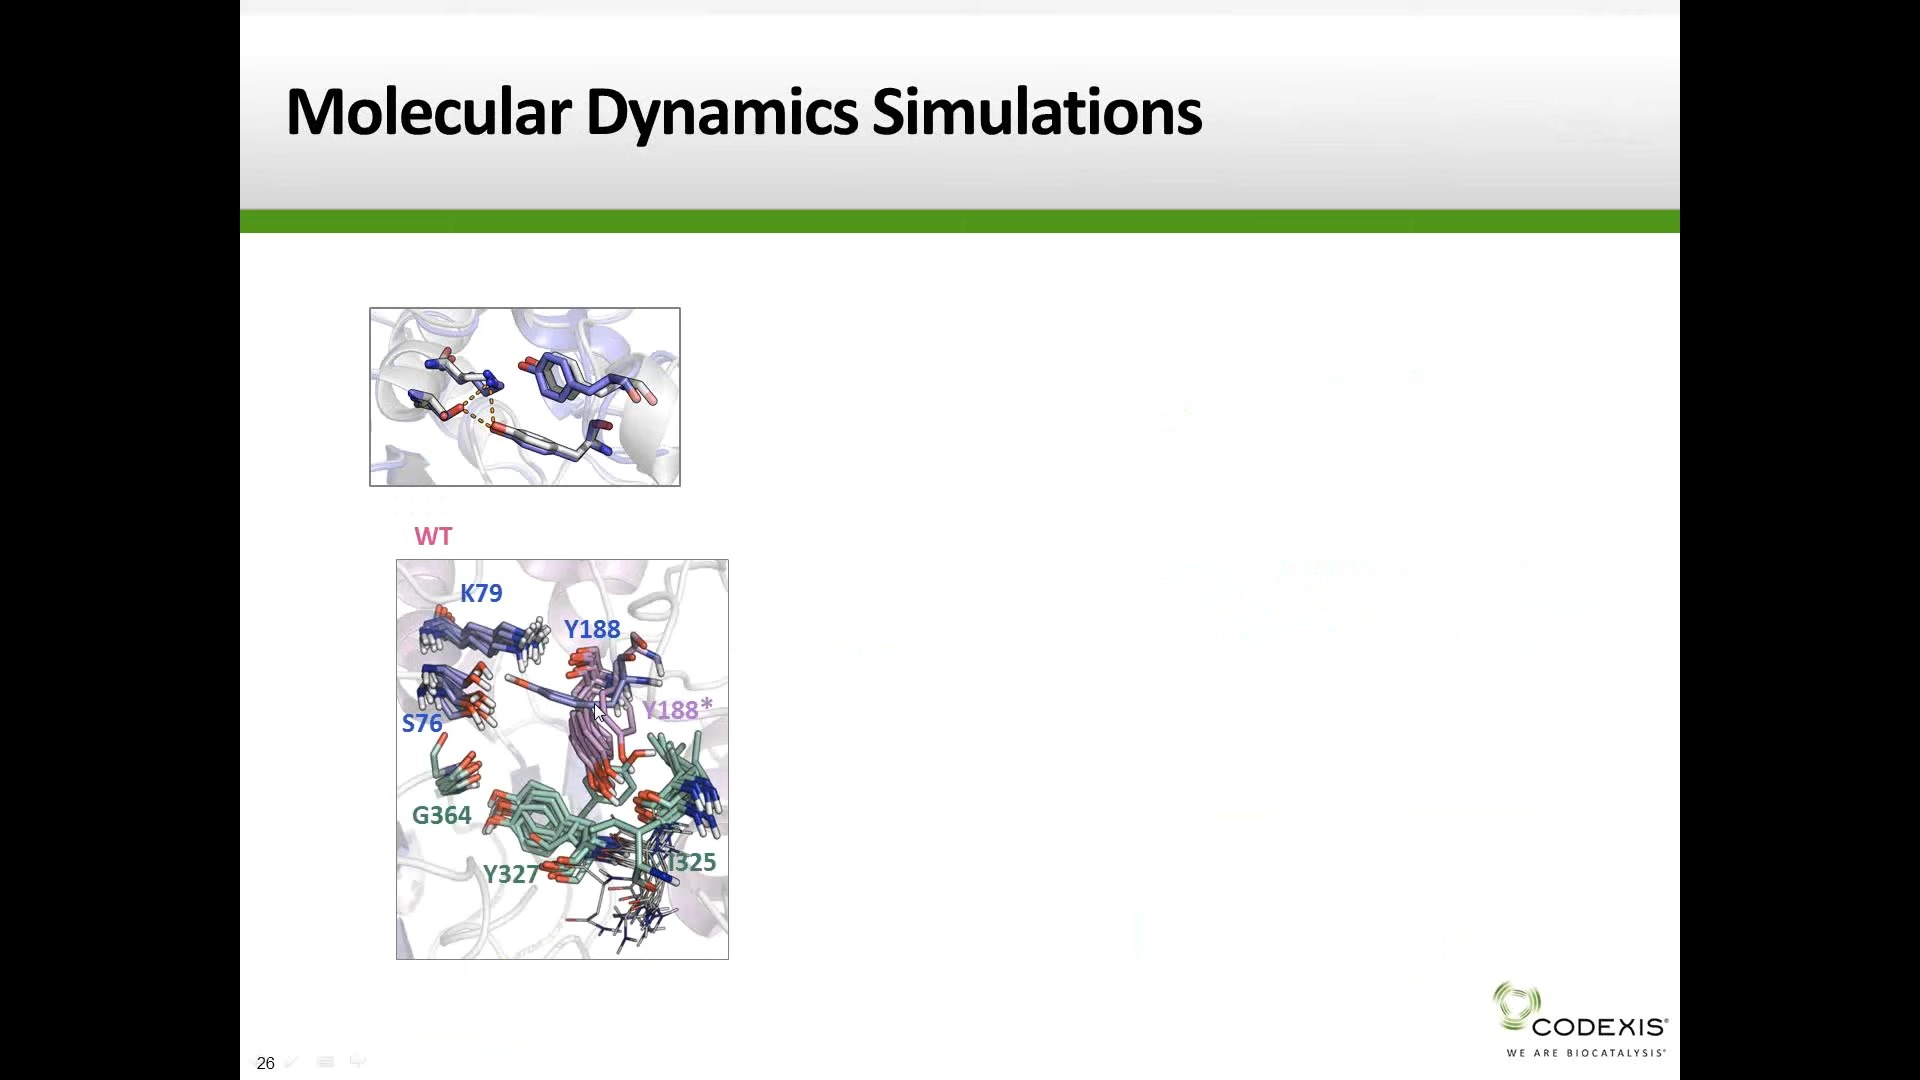 Molecular Dynamics Simulations
WT
K79
Y188
Y188*
S76
G364
I325
Y327
CODEXIS®
WE ARE BIOCATALYSIS®
26